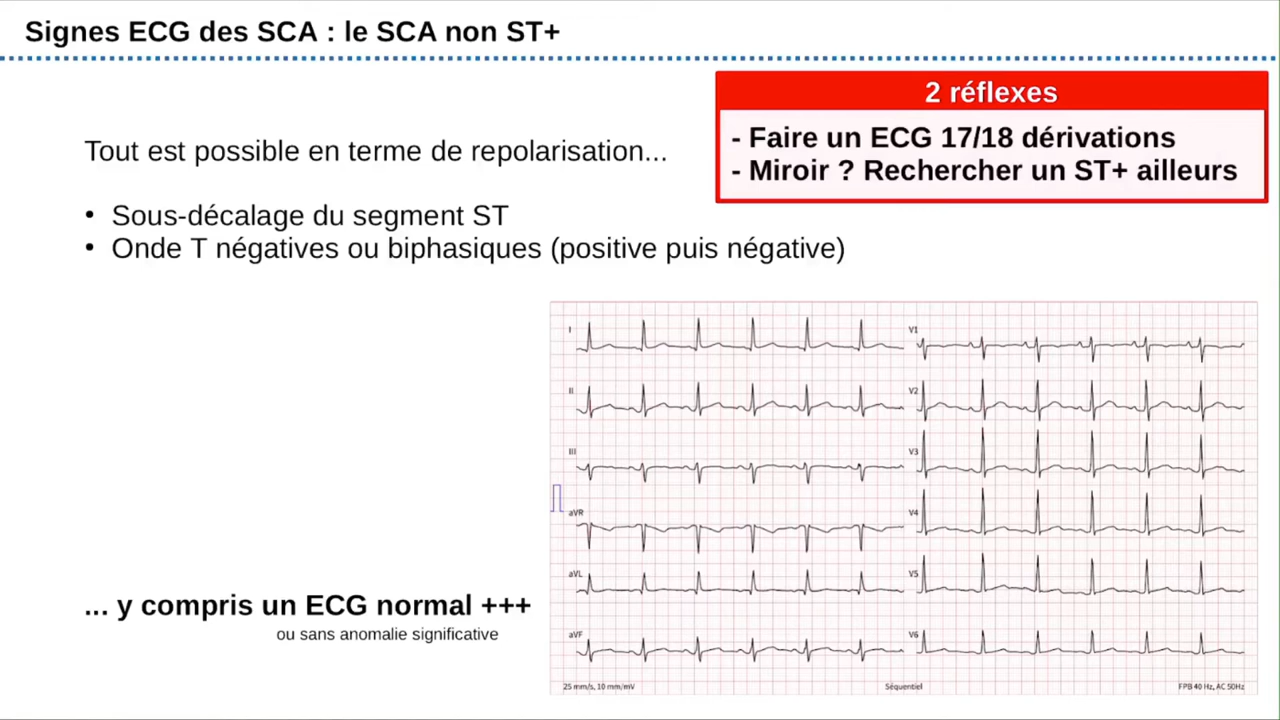 Signes ECG des SCA : le SCA non ST+
2 réflexes
- Faire un ECG 17/18 dérivations
- Miroir ? Rechercher un ST+ ailleurs
Tout est possible en terme de repolarisation...
• Sous-décalage du segment ST
• Onde T négatives ou biphasiques (positive puis négative)
I
V1
II
V2
III
V3
aVR
V4
aVL
V5
aVF
V6
25 mm/s, 10 mm/mV
Séquentiel
FPB 40 Hz, AC 50Hz
... y compris un ECG normal +++
ou sans anomalie significative